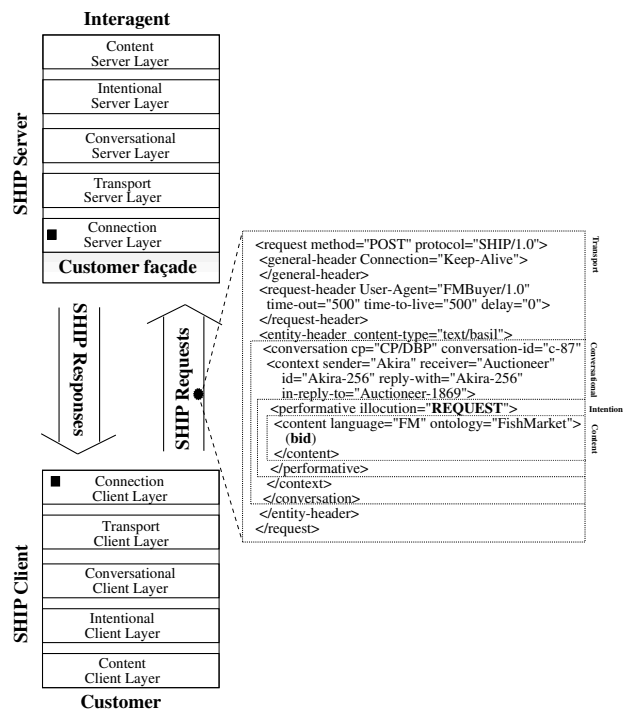 Interagent
Content
Server Layer
Intentional
Server Layer
Conversational
Server Layer
Transport
Server Layer
Connection
Server Layer
Customer façade
SHIP Server
SHIP Responses
SHIP Requests
Connection
Client Layer
Transport
Client Layer
Conversational
Client Layer
Intentional
Client Layer
Content
Client Layer
Customer
SHIP Client
<request method="POST" protocol="SHIP/1.0">
<general-header Connection="Keep-Alive">
</general-header>
<request-header User-Agent="FMBuyer/1.0"
time-out="500" time-to-live="500" delay="0">
</request-header>
<entity-header content-type="text/basil">
<conversation cp="CP/DBP" conversation-id="c-87"
<context sender="Akira" receiver="Auctioneer"
id="Akira-256" reply-with="Akira-256"
in-reply-to="Auctioneer-1869">
<performative illocution="REQUEST">
<content language="FM" ontology="FishMarket">
(bid)
</content>
</performative>
</context>
</conversation>
</entity-header>
</request>
Transport
Conversational
Intention
Content